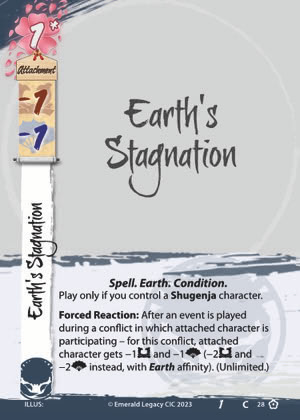 1*
Attachment
-1
-1
Earth's
Stagnation
Earth's Stagnation
Spell. Earth. Condition.
Play only if you control a Shugenja character.
Forced Reaction: After an event is played
during a conflict in which attached character is
participating – for this conflict, attached
character gets −1 and −1 (−2 and
−2 instead, with Earth affinity). (Unlimited.)
ILLUS:
© Emerald Legacy CIC 2023
1
C
28